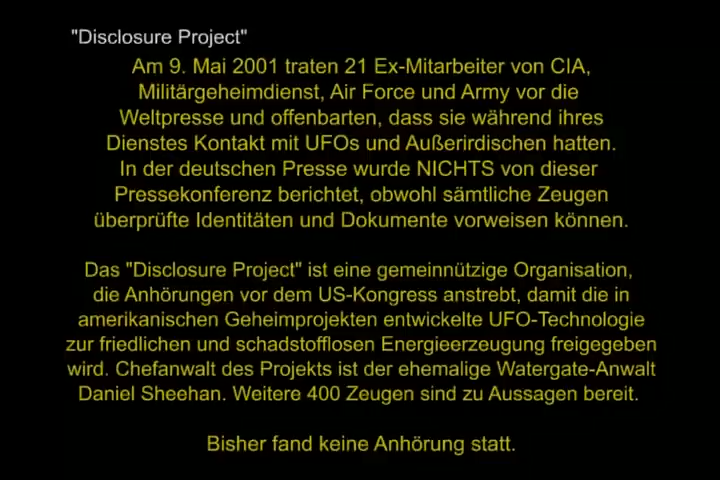 "Disclosure Project"
Am 9. Mai 2001 traten 21 Ex-Mitarbeiter von CIA,
Militärgeheimdienst, Air Force und Army vor die
Weltpresse und offenbarten, dass sie während ihres
Dienstes Kontakt mit UFOs und Außerirdischen hatten.
In der deutschen Presse wurde NICHTS von dieser
Pressekonferenz berichtet, obwohl sämtliche Zeugen
überprüfte Identitäten und Dokumente vorweisen können.
Das "Disclosure Project" ist eine gemeinnützige Organisation,
die Anhörungen vor dem US-Kongress anstrebt, damit die in
amerikanischen Geheimprojekten entwickelte UFO-Technologie
zur friedlichen und schadstofflosen Energieerzeugung freigegeben
wird. Chefanwalt des Projekts ist der ehemalige Watergate-Anwalt
Daniel Sheehan. Weitere 400 Zeugen sind zu Aussagen bereit.
Bisher fand keine Anhörung statt.